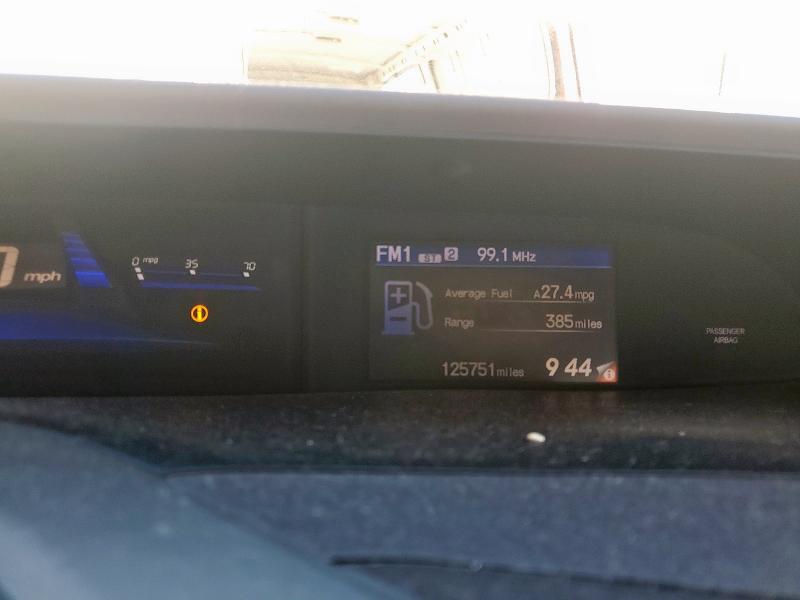 mph
0 mpg 35 70
FM1 ST 2 99.1 MHz
Average Fuel A 27.4 mpg
Range 385 miles
125751 miles 9 44
PASSENGER
AIRBAG